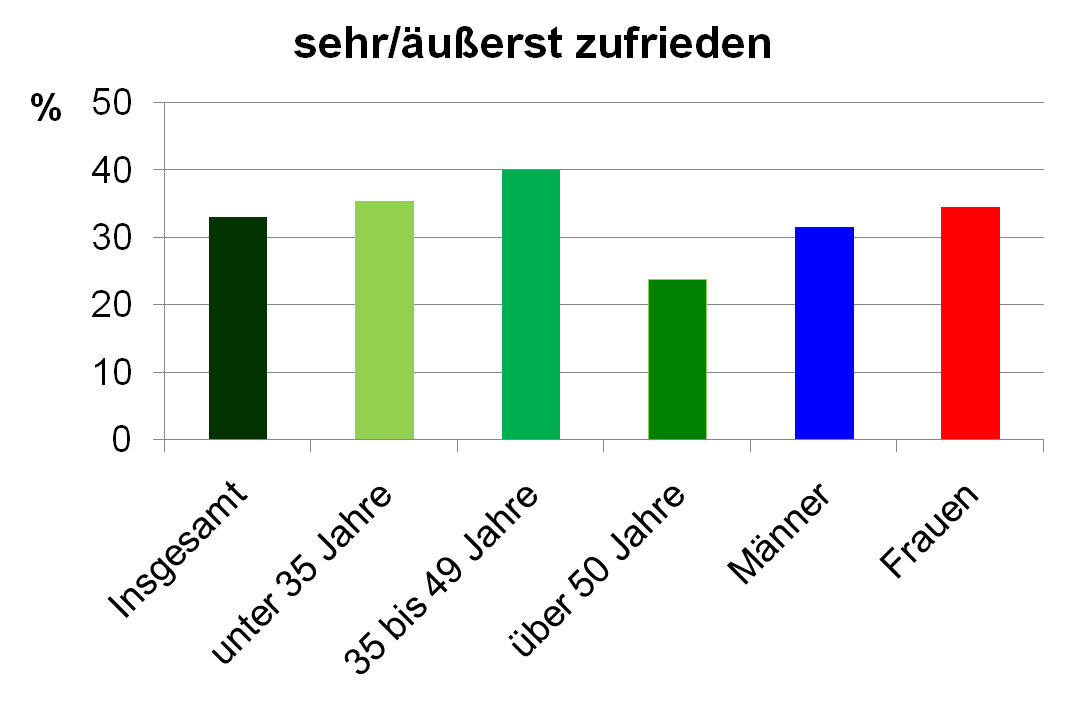 sehr/äußerst zufrieden
%
50
40
30
20
10
0
Insgesamt
unter 35 Jahre
35 bis 49 Jahre
über 50 Jahre
Männer
Frauen